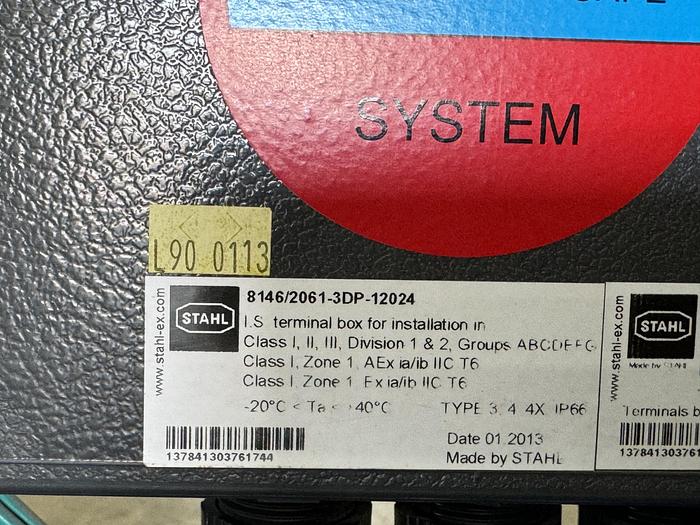 SAFE
SYSTEM
L90 0113
www.stahl-ex.com
STAHL
8146/2061-3DP-12024
I.S terminal box for installation in
Class I, II, III, Division 1 & 2, Groups ABCDEFG
Class I, Zone 1, AEx ia/ib IIC T6
Class I, Zone 1 Ex ia/ib IIC T6
-20°C < Ta < +40°C TYPE 3, 4 4X IP66
Date 01.2013
137841303761744
Made by STAHL
www.stahl-ex.com
STAHL
Made by STAHL
Terminals b
13784130376